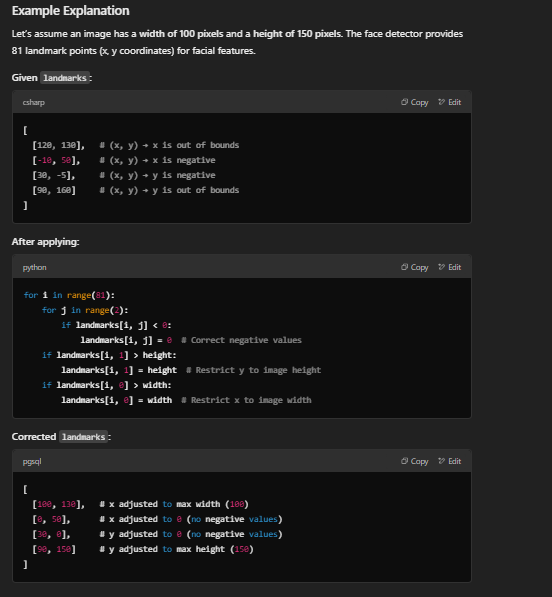 Example Explanation
Let's assume an image has a width of 100 pixels and a height of 150 pixels. The face detector provides
81 landmark points (x, y coordinates) for facial features.
Given landmarks:
csharp Copy Edit
[
[120, 130], # (x, y) → x is out of bounds
[-10, 50], # (x, y) → x is negative
[30, -5], # (x, y) → y is negative
[90, 160] # (x, y) → y is out of bounds
]
After applying:
python Copy Edit
for i in range(81):
for j in range(2):
if landmarks[i, j] < 0:
landmarks[i, j] = 0 # Correct negative values
if landmarks[i, 1] > height:
landmarks[i, 1] = height # Restrict y to image height
if landmarks[i, 0] > width:
landmarks[i, 0] = width # Restrict x to image width
Corrected landmarks:
pgsql Copy Edit
[
[100, 130], # x adjusted to max width (100)
[0, 50], # x adjusted to 0 (no negative values)
[30, 0], # y adjusted to 0 (no negative values)
[90, 150] # y adjusted to max height (150)
]